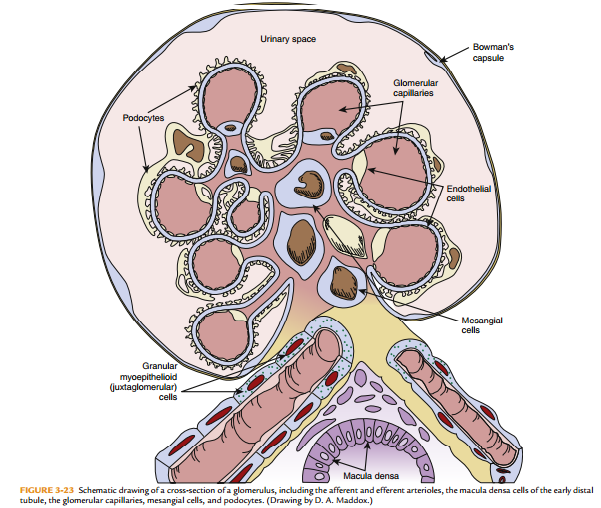 Urinary space
Bowman's
capsule
Glomerular
capillaries
Podocytes
Endothelial
cells
Mesangial
cells
Granular
myoepithelioid
(juxtaglomerular)
cells
Macula densa
FIGURE 3-23 Schematic drawing of a cross-section of a glomerulus, including the afferent and efferent arterioles, the macula densa cells of the early distal
tubule, the glomerular capillaries, mesangial cells, and podocytes. (Drawing by D. A. Maddox.)